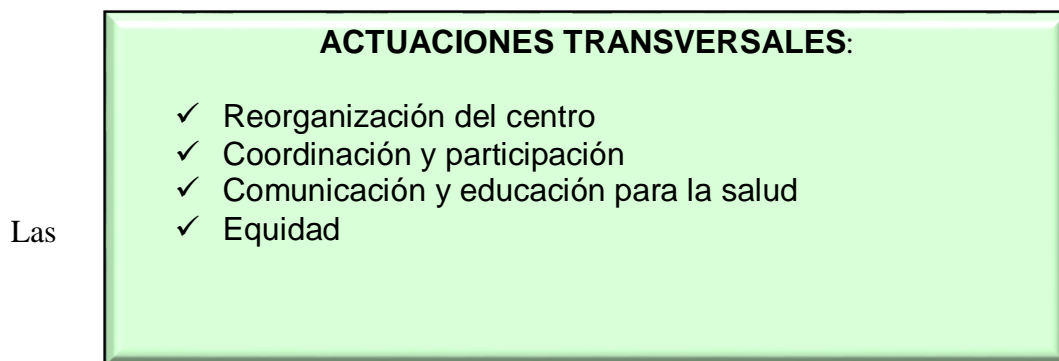 ACTUACIONES TRANSVERSALES:
✓ Reorganización del centro
✓ Coordinación y participación
✓ Comunicación y educación para la salud
✓ Equidad
Las